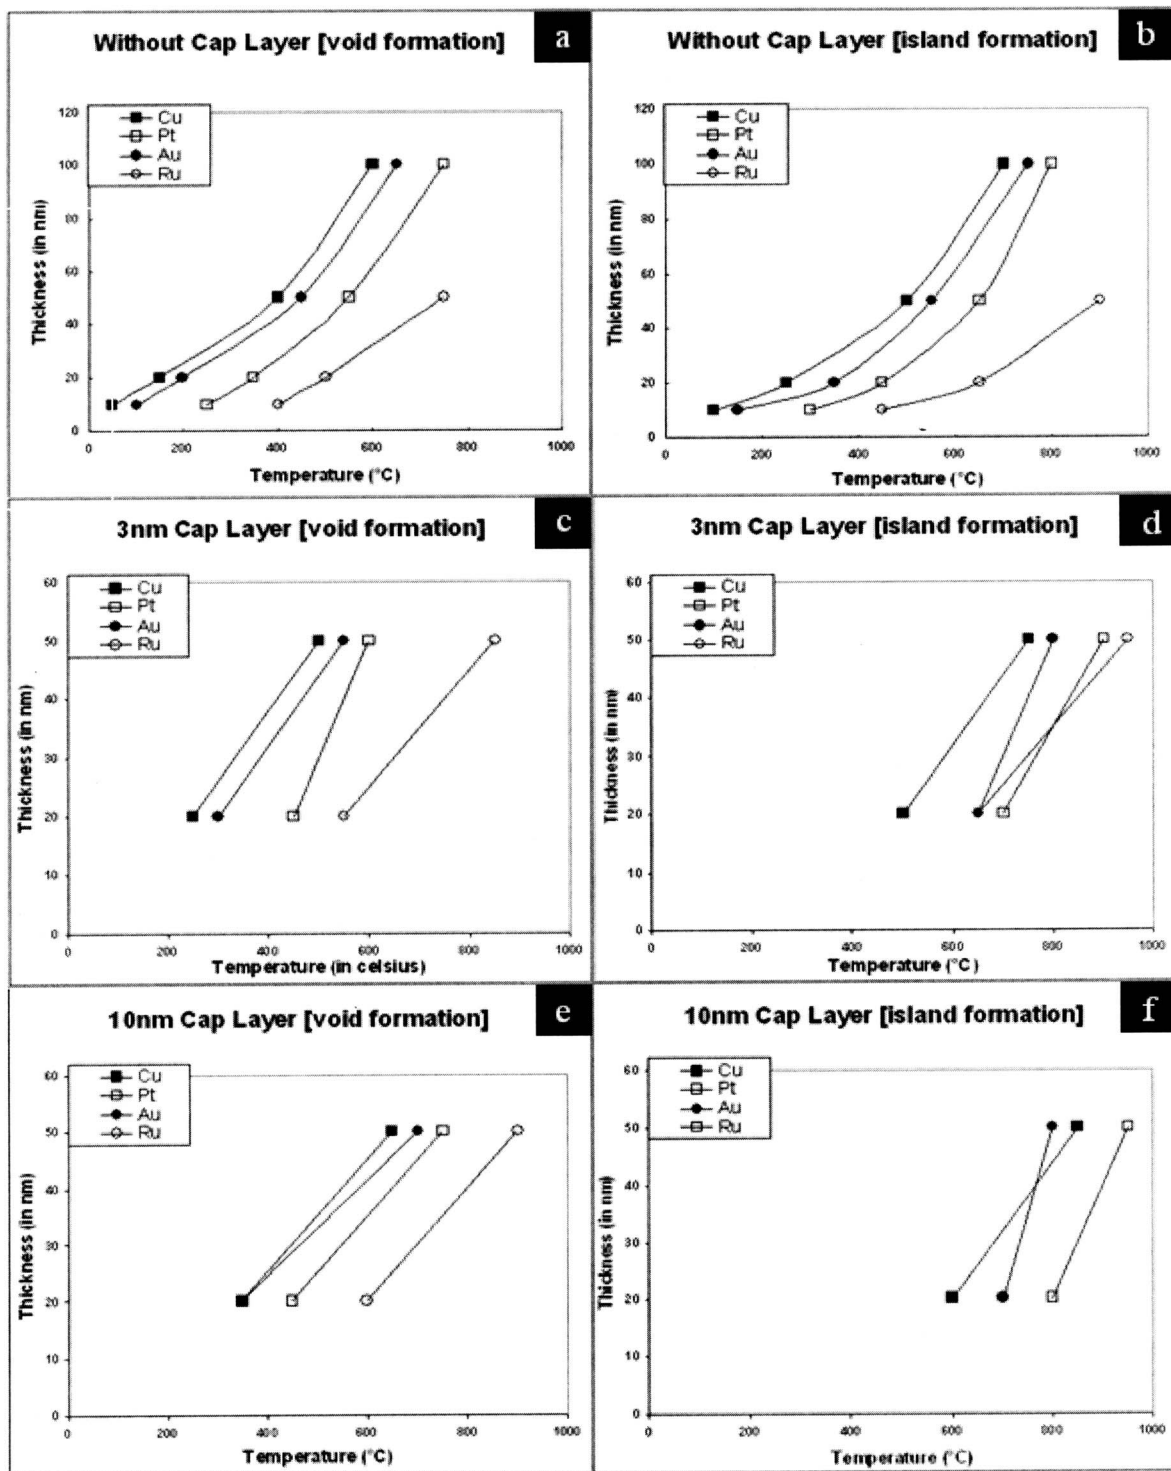 Without Cap Layer [void formation]
a
Cu
Pt
Au
Ru
120
100
80
60
40
20
0
0 200 400 600 800 1000
Thickness (in nm)
Temperature (°C)
Without Cap Layer [island formation]
b
Cu
Pt
Au
Ru
120
100
80
60
40
20
0
0 200 400 600 800 1000
Thickness (in nm)
Temperature (°C)
3nm Cap Layer [void formation]
c
Cu
Pt
Au
Ru
60
50
40
30
20
10
0
0 200 400 600 800 1000
Thickness (in nm)
Temperature (in celsius)
3nm Cap Layer [island formation]
d
Cu
Pt
Au
Ru
60
50
40
30
20
10
0
0 200 400 600 800 1000
Thickness (in nm)
Temperature (°C)
10nm Cap Layer [void formation]
e
Cu
Pt
Au
Ru
60
50
40
30
20
10
0
0 200 400 600 800 1000
Thickness (in nm)
Temperature (°C)
10nm Cap Layer [island formation]
f
Cu
Pt
Au
Ru
60
50
40
30
20
10
0
0 200 400 600 800 1000
Thickness (in nm)
Temperature (°C)